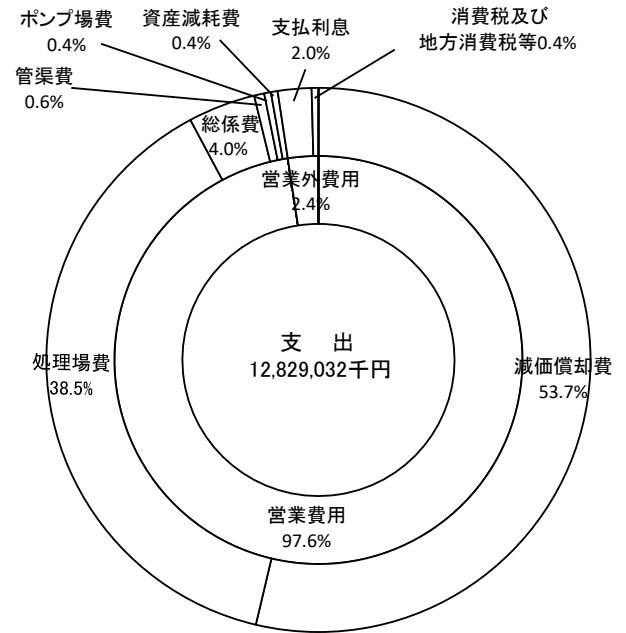 ポンプ場費
0.4%
資産減耗費
0.4%
支払利息
2.0%
消費税及び
地方消費税等0.4%
管渠費
0.6%
総係費
4.0%
営業外費用
2.4%
支 出
12,829,032千円
処理場費
38.5%
減価償却費
53.7%
営業費用
97.6%